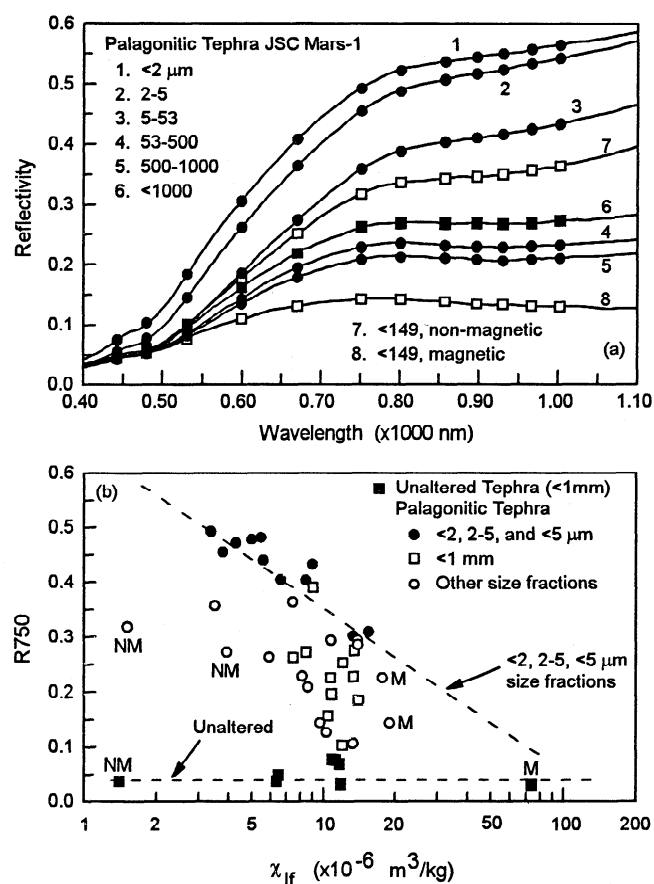 0.6
Palagonitic Tephra JSC Mars-1
1. <2 μm
2. 2-5
3. 5-53
4. 53-500
5. 500-1000
6. <1000
0.5
0.4
0.3
0.2
0.1
0.0
Reflectivity
1
2
3
7
6
4
5
8
7. <149, non-magnetic
8. <149, magnetic
(a)
0.40 0.50 0.60 0.70 0.80 0.90 1.00 1.10
Wavelength (x1000 nm)
0.6
(b)
Unaltered Tephra (<1mm)
Palagonitic Tephra
<2, 2-5, and <5 μm
<1 mm
Other size fractions
0.5
0.4
0.3
0.2
0.1
0.0
R750
NM
NM
M
M
<2, 2-5, <5 μm
size fractions
Unaltered
NM
M
1 2 5 10 20 50 100 200
χlf (x10-6 m3/kg)